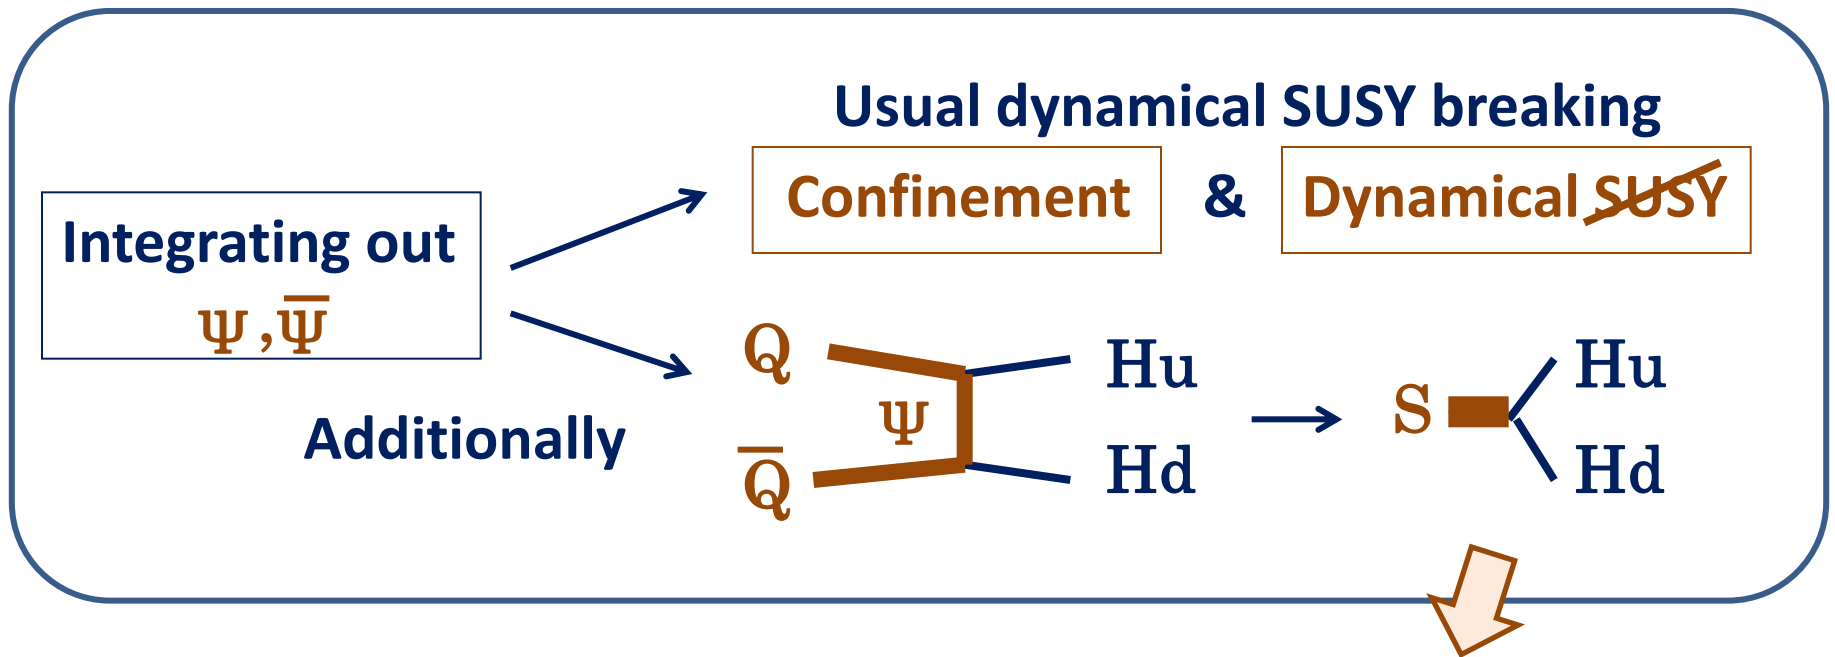 Usual dynamical SUSY breaking
Confinement & Dynamical SUSY
Integrating out
Ψ, Ψ̅
Additionally
Q
Q̅
Ψ
Hu
Hd
S
Hu
Hd